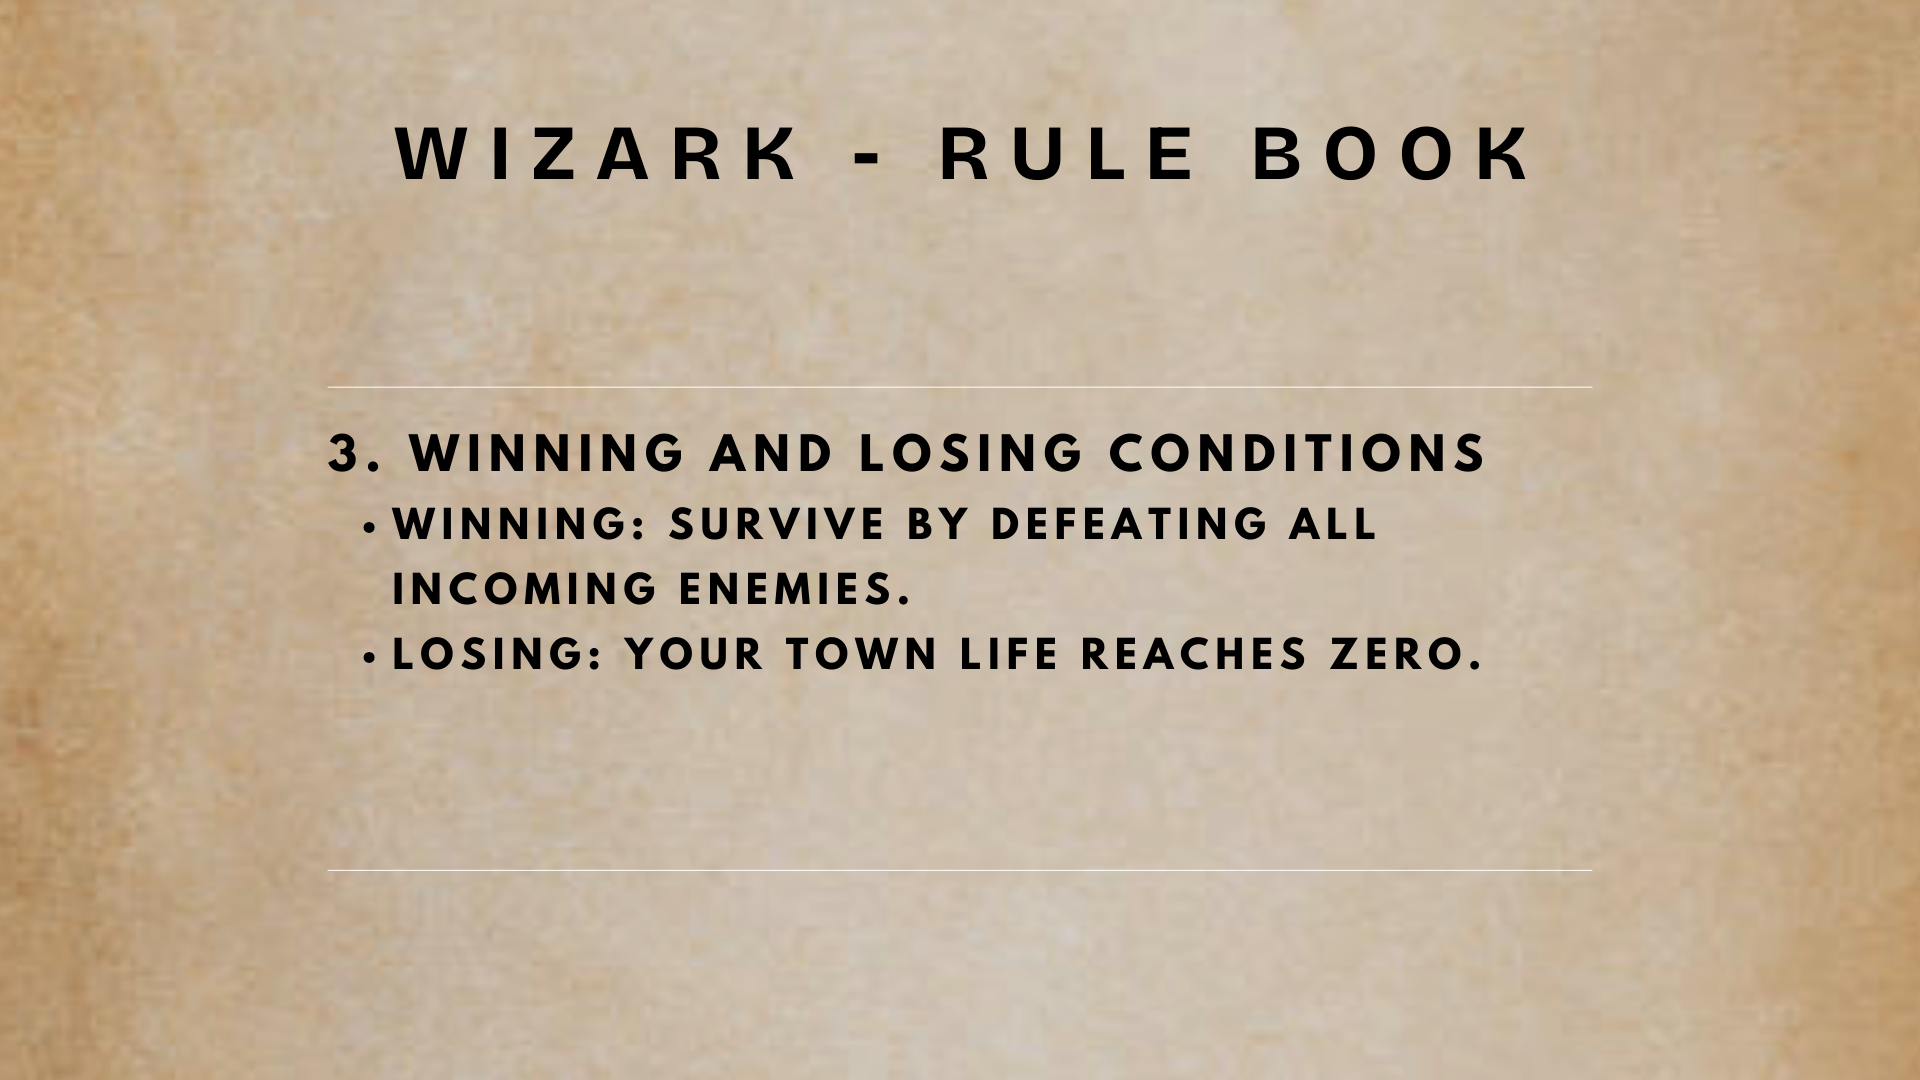 WIZARK - RULE BOOK
3. WINNING AND LOSING CONDITIONS
• WINNING: SURVIVE BY DEFEATING ALL
INCOMING ENEMIES.
• LOSING: YOUR TOWN LIFE REACHES ZERO.